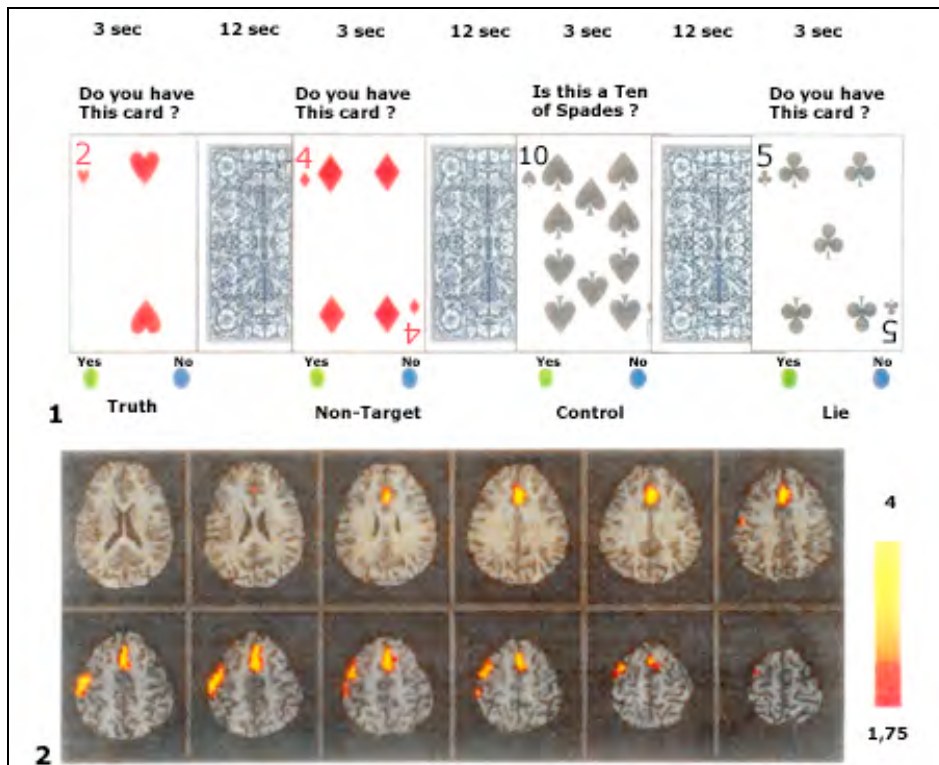 3 sec 12 sec 3 sec 12 sec 3 sec 12 sec 3 sec
Do you have
This card ?
Do you have
This card ?
Is this a Ten
of Spades ?
Do you have
This card ?
2
4
4
10
5
5
Yes No Yes No Yes No Yes No
1 Truth Non-Target Control Lie
4
1,75
2